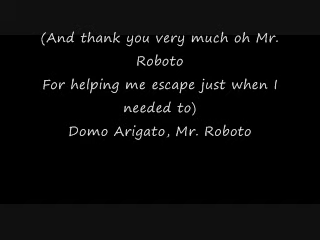 (And thank you very much oh Mr.
Roboto
For helping me escape just when I
needed to)
Domo Arigato, Mr. Roboto